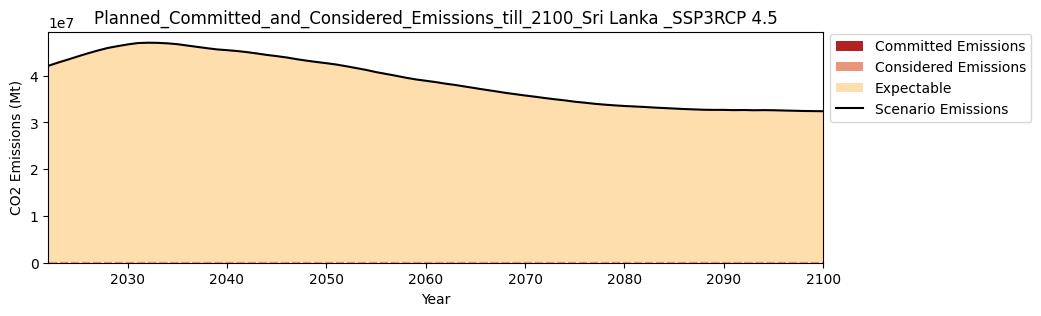 Planned_Committed_and_Considered_Emissions_till_2100_Sri Lanka _SSP3RCP 4.5
1e7
4
3
2
1
0
CO2 Emissions (Mt)
2030 2040 2050 2060 2070 2080 2090 2100
Year
Committed Emissions
Considered Emissions
Expectable
Scenario Emissions